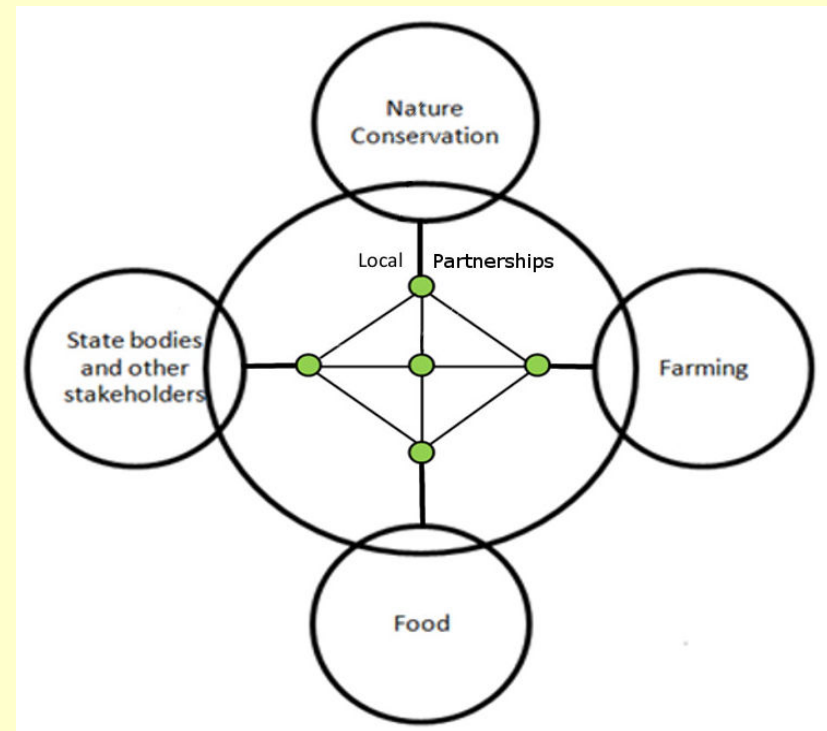 Nature
Conservation
Local Partnerships
State bodies
and other
stakeholders
Farming
Food